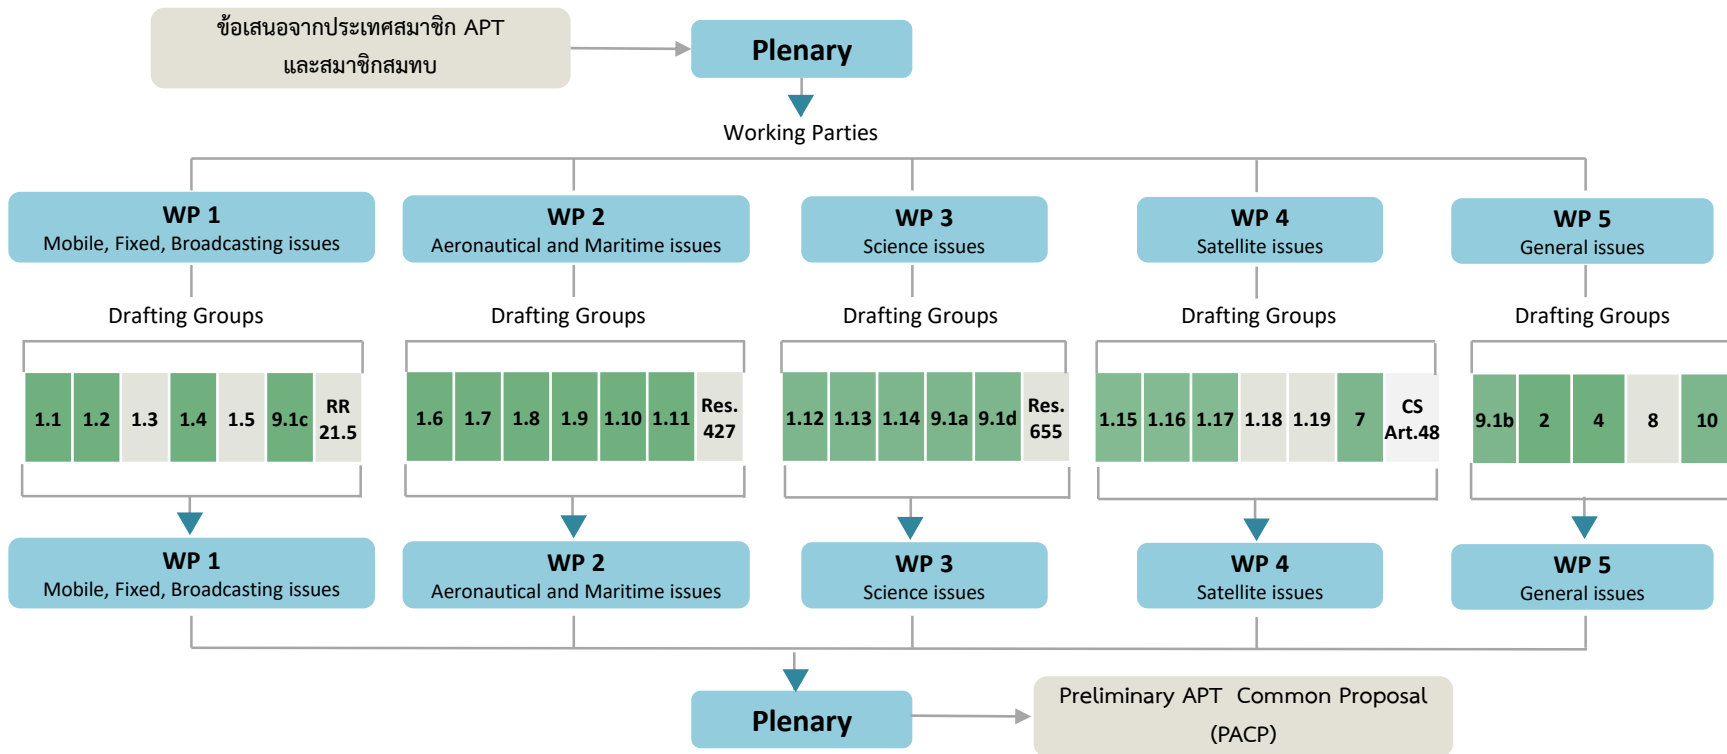 ข้อเสนอจากประเทศสมาชิก APT
และสมาชิกสมทบ
Plenary
Working Parties
WP 1
Mobile, Fixed, Broadcasting issues
WP 2
Aeronautical and Maritime issues
WP 3
Science issues
WP 4
Satellite issues
WP 5
General issues
Drafting Groups
Drafting Groups
Drafting Groups
Drafting Groups
Drafting Groups
1.1 1.2 1.3 1.4 1.5 9.1c RR 21.5
1.6 1.7 1.8 1.9 1.10 1.11 Res. 427
1.12 1.13 1.14 9.1a 9.1d Res. 655
1.15 1.16 1.17 1.18 1.19 7 CS Art.48
9.1b 2 4 8 10
WP 1
Mobile, Fixed, Broadcasting issues
WP 2
Aeronautical and Maritime issues
WP 3
Science issues
WP 4
Satellite issues
WP 5
General issues
Plenary
Preliminary APT Common Proposal
(PACP)